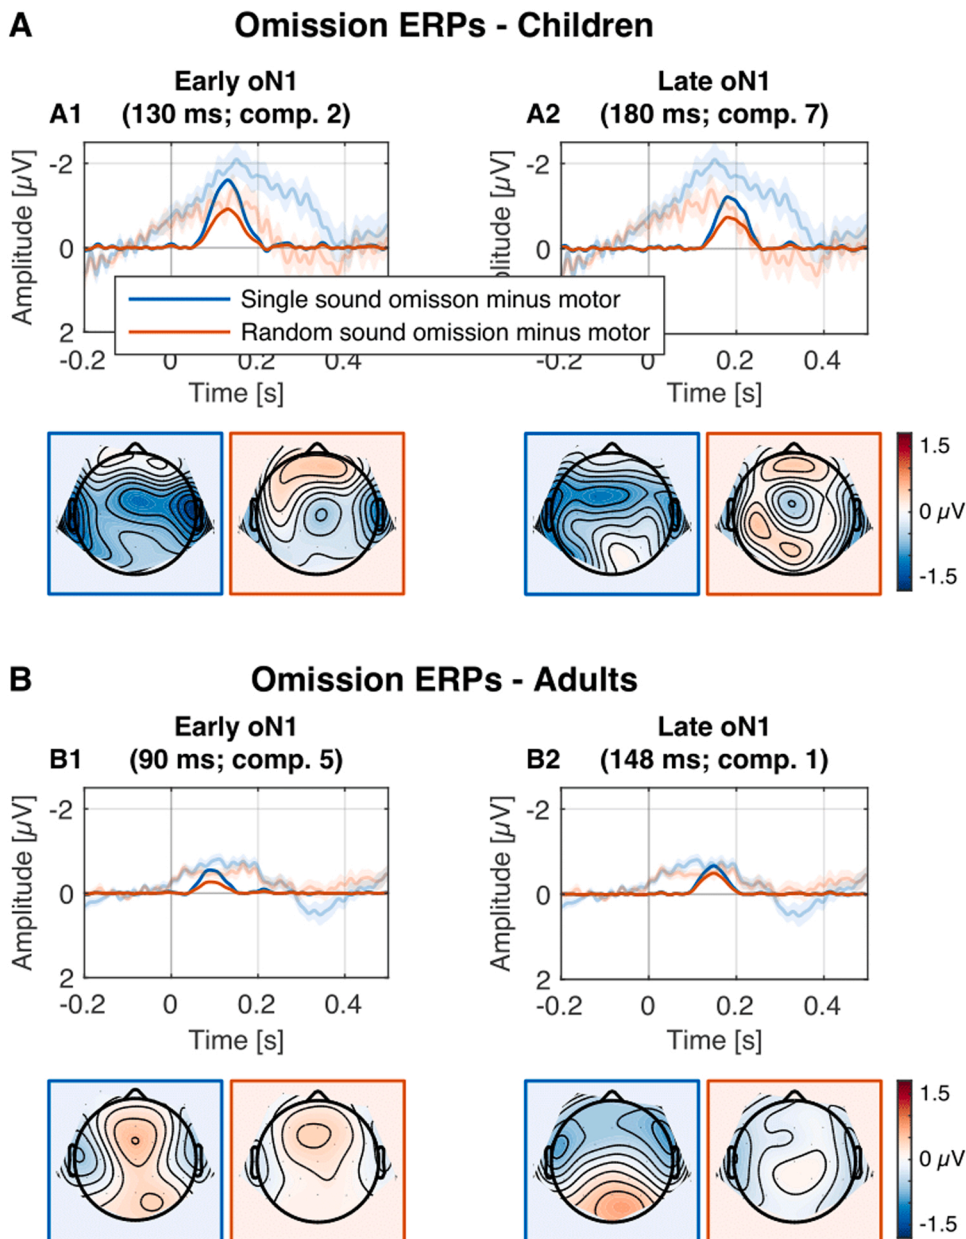 A Omission ERPs - Children
Early oN1
A1 (130 ms; comp. 2)
Late oN1
A2 (180 ms; comp. 7)
Amplitude [µV]
-2
0
2
-0.2 0 0.2 0.4
Time [s]
plitude [µV]
-2
0
-0.2 0 0.2 0.4
Time [s]
Single sound omisson minus motor
Random sound omission minus motor
1.5
0 µV
-1.5
B Omission ERPs - Adults
Early oN1
B1 (90 ms; comp. 5)
Late oN1
B2 (148 ms; comp. 1)
Amplitude [µV]
-2
0
2
-0.2 0 0.2 0.4
Time [s]
Amplitude [µV]
-2
0
2
-0.2 0 0.2 0.4
Time [s]
1.5
0 µV
-1.5